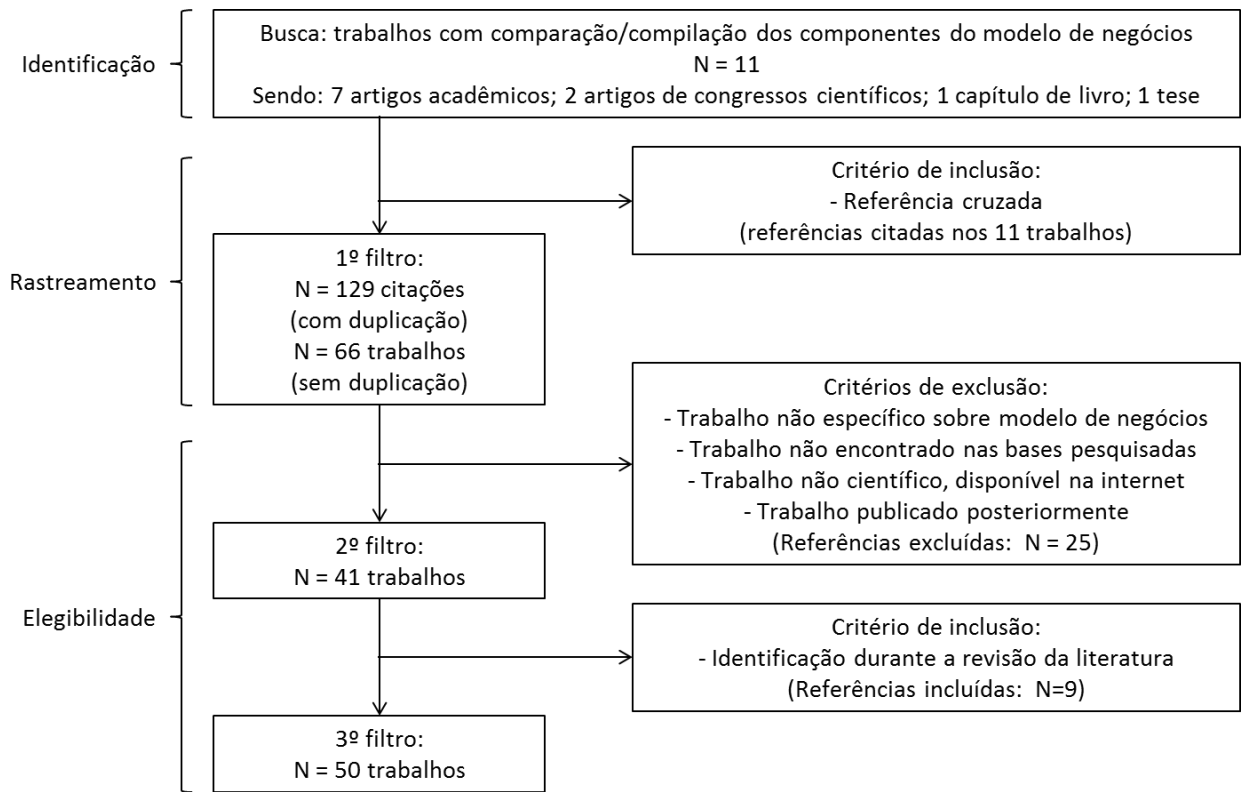 Identificação
Busca: trabalhos com comparação/compilação dos componentes do modelo de negócios
N = 11
Sendo: 7 artigos acadêmicos; 2 artigos de congressos científicos; 1 capítulo de livro; 1 tese
Rastreamento
Critério de inclusão:
- Referência cruzada
(referências citadas nos 11 trabalhos)
1º filtro:
N = 129 citações
(com duplicação)
N = 66 trabalhos
(sem duplicação)
Elegibilidade
Critérios de exclusão:
- Trabalho não específico sobre modelo de negócios
- Trabalho não encontrado nas bases pesquisadas
- Trabalho não científico, disponível na internet
- Trabalho publicado posteriormente
(Referências excluídas: N = 25)
2º filtro:
N = 41 trabalhos
Critério de inclusão:
- Identificação durante a revisão da literatura
(Referências incluídas: N=9)
3º filtro:
N = 50 trabalhos